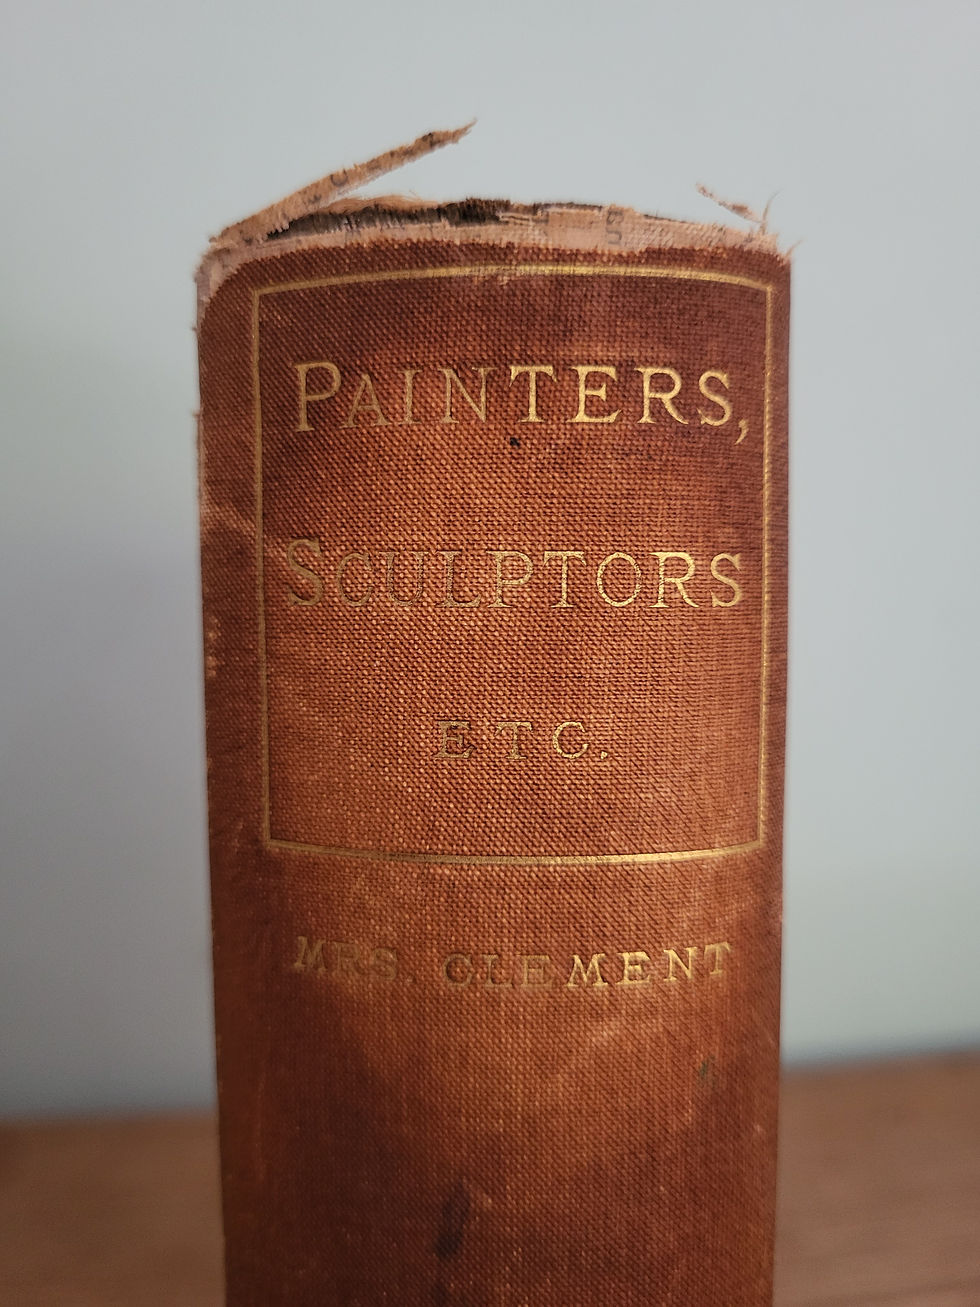 PAINTERS,
SCULPTORS
ETC.
MRS. CLEMENT